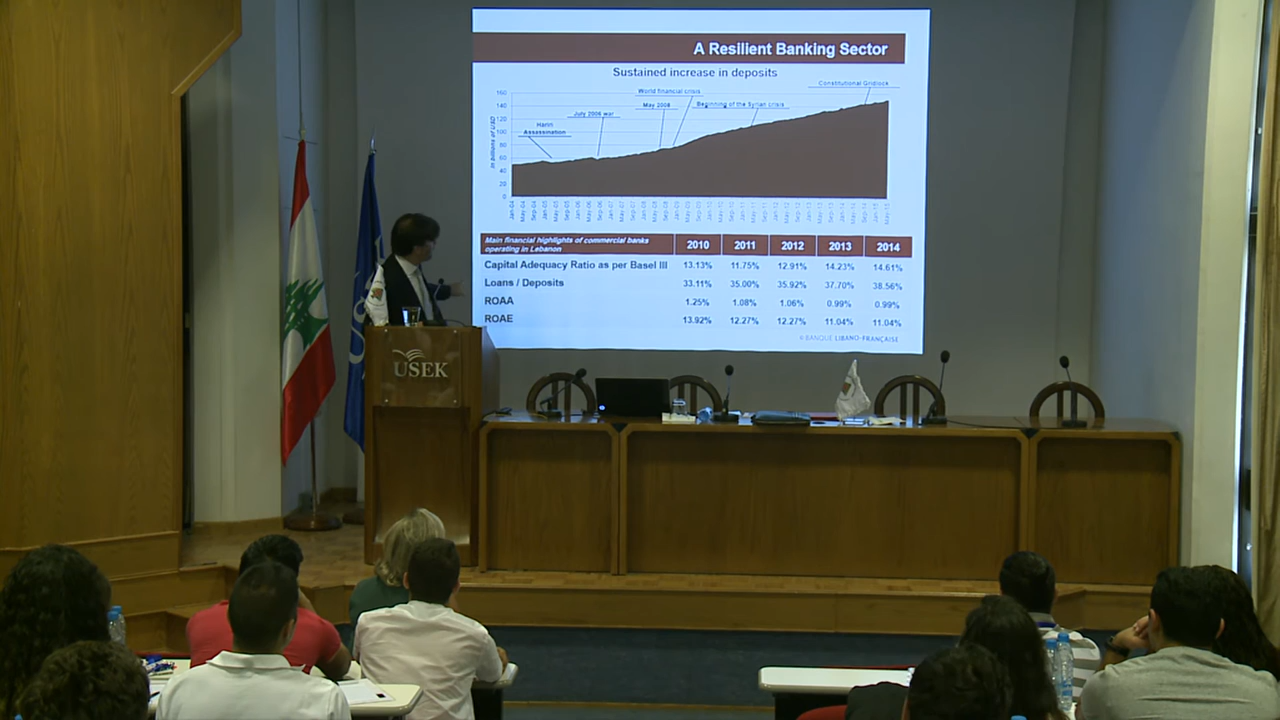 A Resilient Banking Sector
Sustained increase in deposits
Constitutional Gridlock
World financial crisis
May 2008
Beginning of the Syrian crisis
July 2006 war
Hariri
Assassination
in billions of USD
160
140
120
100
80
60
40
20
0
Main financial highlights of commercial banks
operating in Lebanon
2010 2011 2012 2013 2014
Capital Adequacy Ratio as per Basel III 13.13% 11.75% 12.91% 14.23% 14.61%
Loans / Deposits 33.11% 35.00% 35.92% 37.70% 38.56%
ROAA 1.25% 1.08% 1.06% 0.99% 0.99%
ROAE 13.92% 12.27% 12.27% 11.04% 11.04%
BANQUE LIBANO-FRANÇAISE
USEK